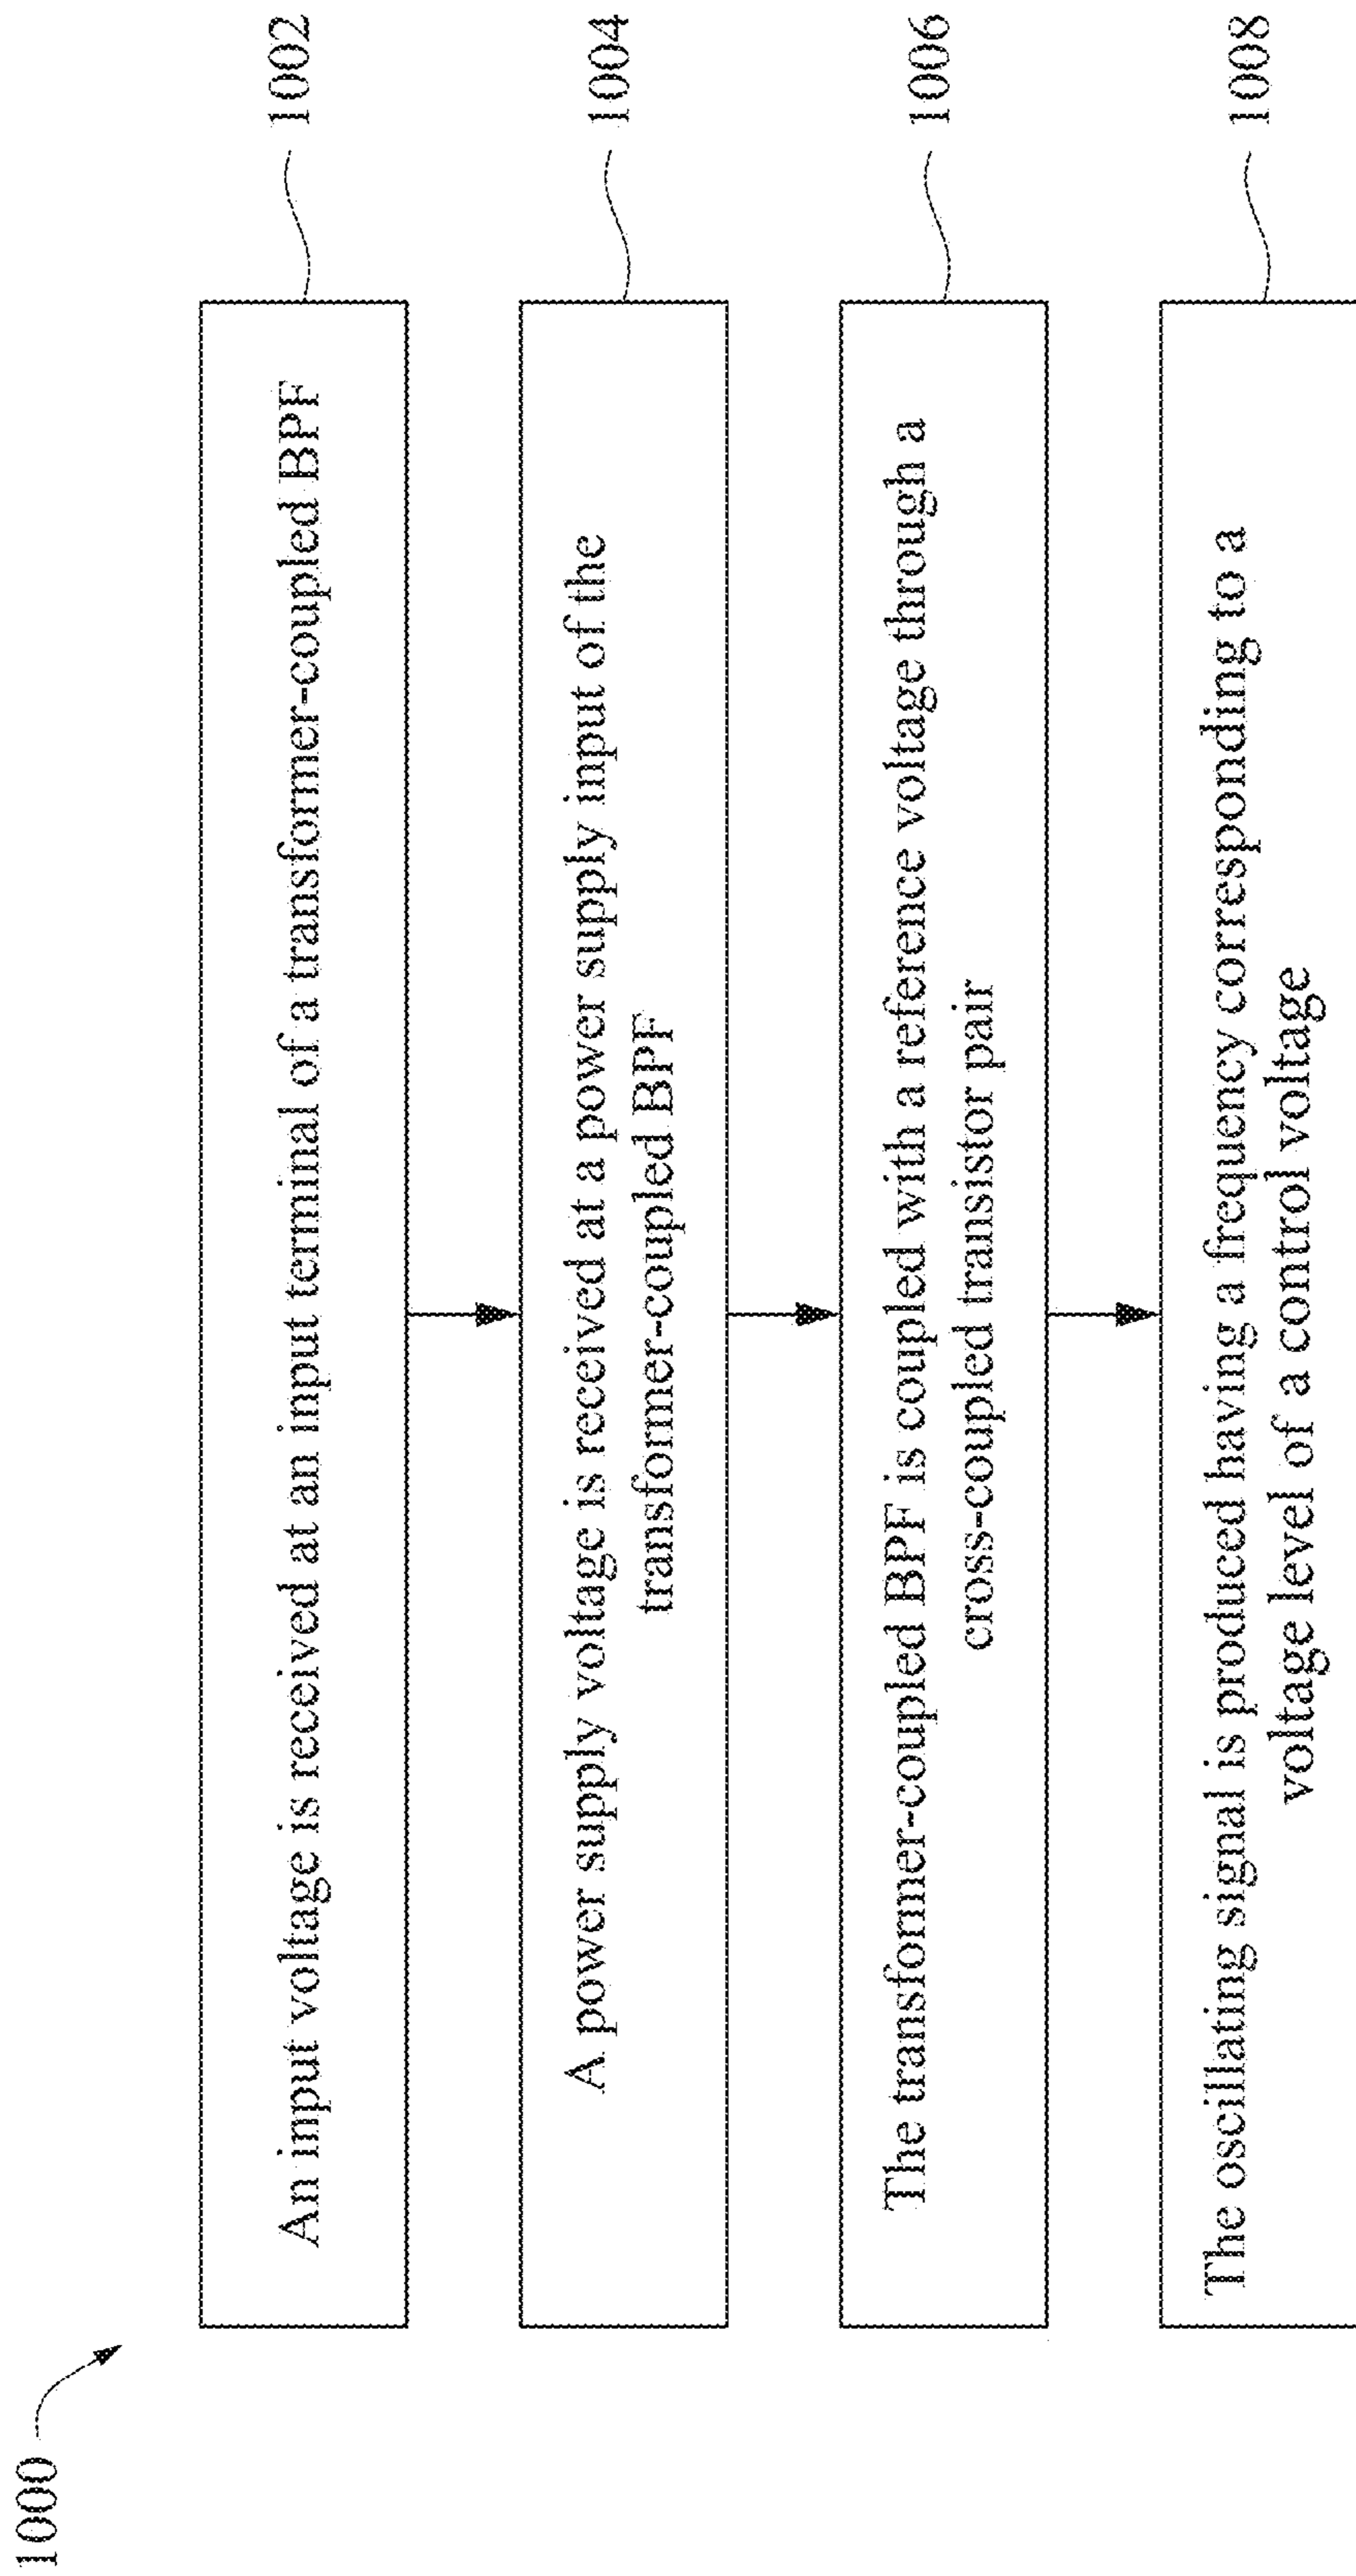 1000
An input voltage is received at an input terminal of a transformer-coupled BPF
1002
A power supply voltage is received at a power supply input of the
transformer-coupled BPF
1004
The transformer-coupled BPF is coupled with a reference voltage through a
cross-coupled transistor pair
1006
The oscillating signal is produced having a frequency corresponding to a
voltage level of a control voltage
1008